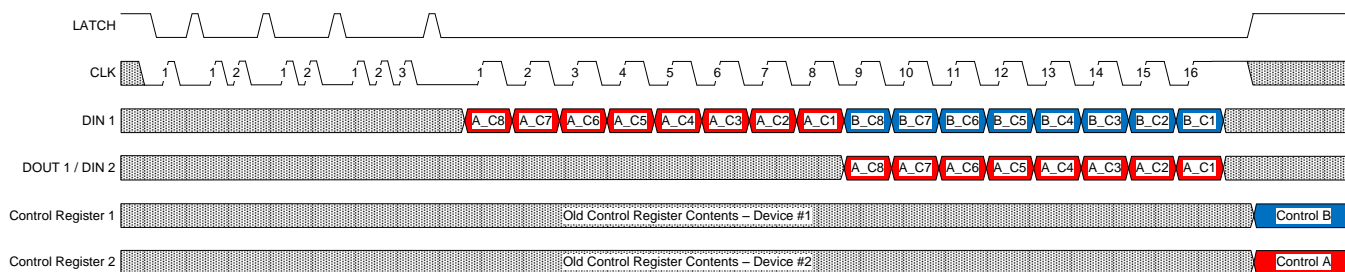 LATCH
CLK 1 1 2 1 2 1 2 3 1 2 3 4 5 6 7 8 9 10 11 12 13 14 15 16
DIN 1 A_C8 A_C7 A_C6 A_C5 A_C4 A_C3 A_C2 A_C1 B_C8 B_C7 B_C6 B_C5 B_C4 B_C3 B_C2 B_C1
DOUT 1 / DIN 2 A_C8 A_C7 A_C6 A_C5 A_C4 A_C3 A_C2 A_C1
Control Register 1 Old Control Register Contents – Device #1 Control B
Control Register 2 Old Control Register Contents – Device #2 Control A